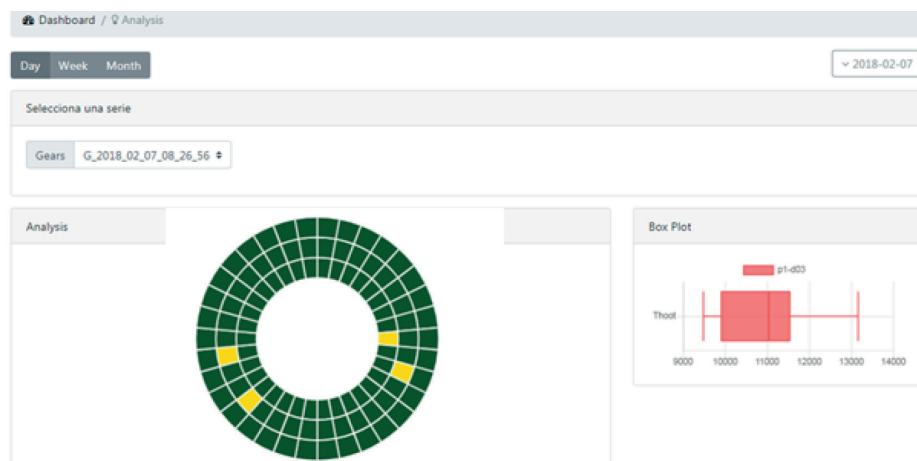 Dashboard / Analysis
Day Week Month
2018-02-07
Selecciona una serie
Gears G_2018_02_07_08_26_56
Analysis
Box Plot
p1-d03
Thoot
9000 10000 11000 12000 13000 14000